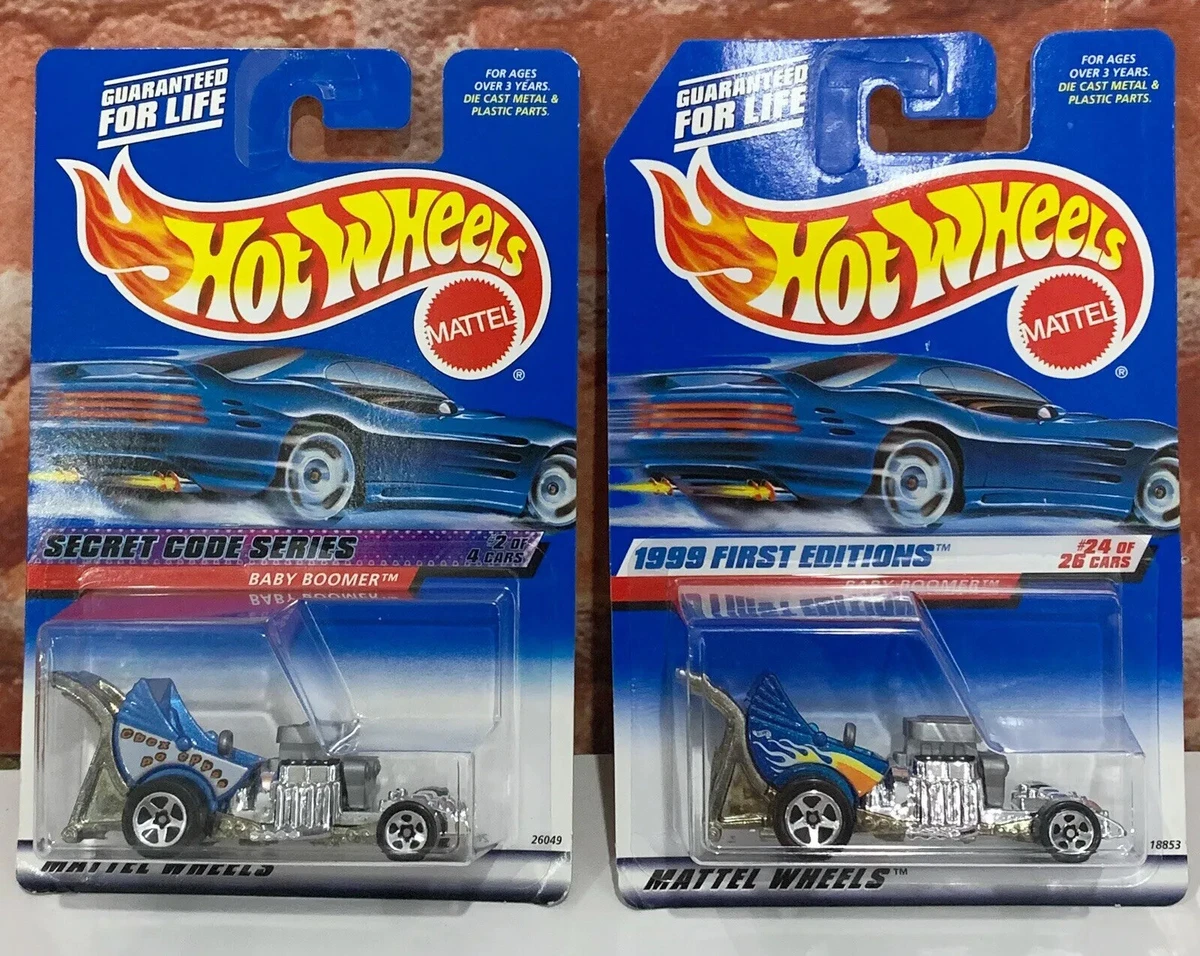 GUARANTEED
FOR LIFE
FOR AGES
OVER 3 YEARS.
DIE CAST METAL &
PLASTIC PARTS.
HOT WHEELS
MATTEL
®
SECRET CODE SERIES
#2 OF
4 CARS
BABY BOOMER™
26049
MATTEL WHEELS
GUARANTEED
FOR LIFE
FOR AGES
OVER 3 YEARS.
DIE CAST METAL &
PLASTIC PARTS.
HOT WHEELS
MATTEL
®
1999 FIRST EDITIONS™
#24 OF
26 CARS
BABY BOOMER™
18853
MATTEL WHEELS™